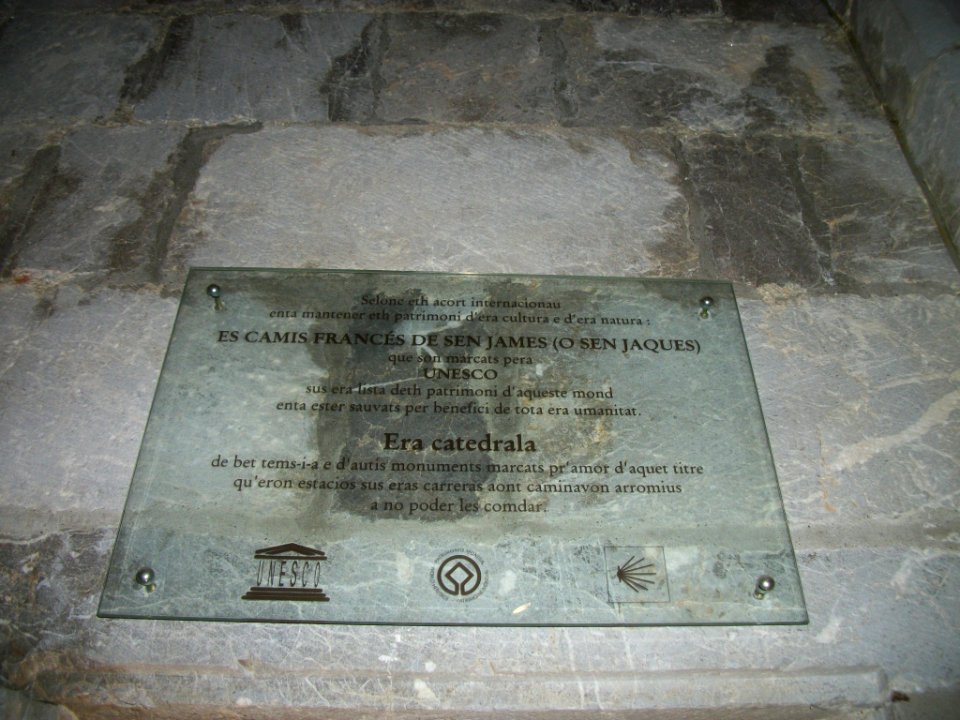 Selonc eth acort internacionau
enta mantener eth patrimoni d'era cultura e d'era natura :
ES CAMIS FRANCÉS DE SEN JAMES (O SEN JAQUES)
que son marcats pera
UNESCO
sus era lista deth patrimoni d'aqueste mond
enta ester sauvats per benefici de tota era umanitat.
Era catedrala
de bet tems-i-a e d'autis monuments marcats pr'amor d'aquet titre
qu'eron estacios sus eras carreras aont caminavon arromius
a no poder les comdar.
UNESCO